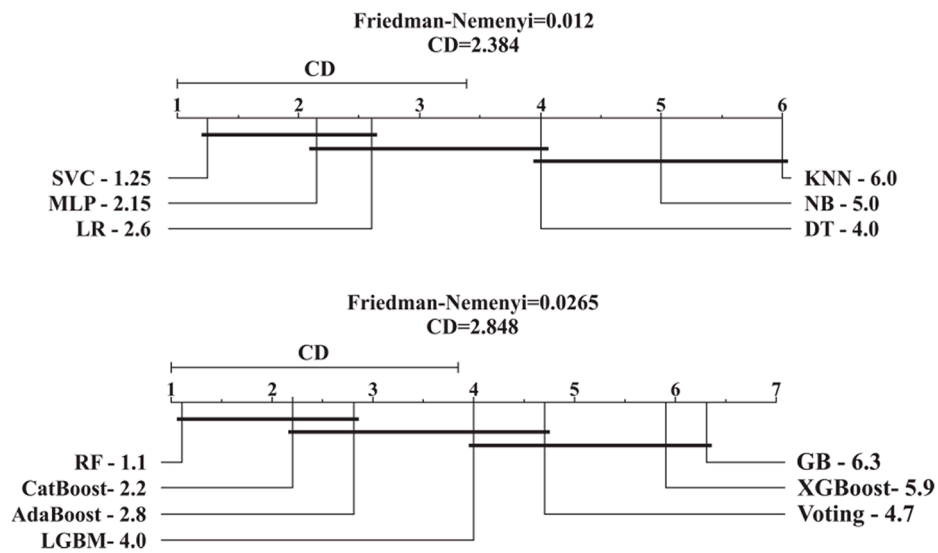 Friedman-Nemenyi=0.012
CD=2.384
CD
1 2 3 4 5 6
SVC - 1.25 KNN - 6.0
MLP - 2.15 NB - 5.0
LR - 2.6 DT - 4.0
Friedman-Nemenyi=0.0265
CD=2.848
CD
1 2 3 4 5 6 7
RF - 1.1 GB - 6.3
CatBoost- 2.2 XGBoost- 5.9
AdaBoost - 2.8 Voting - 4.7
LGBM- 4.0